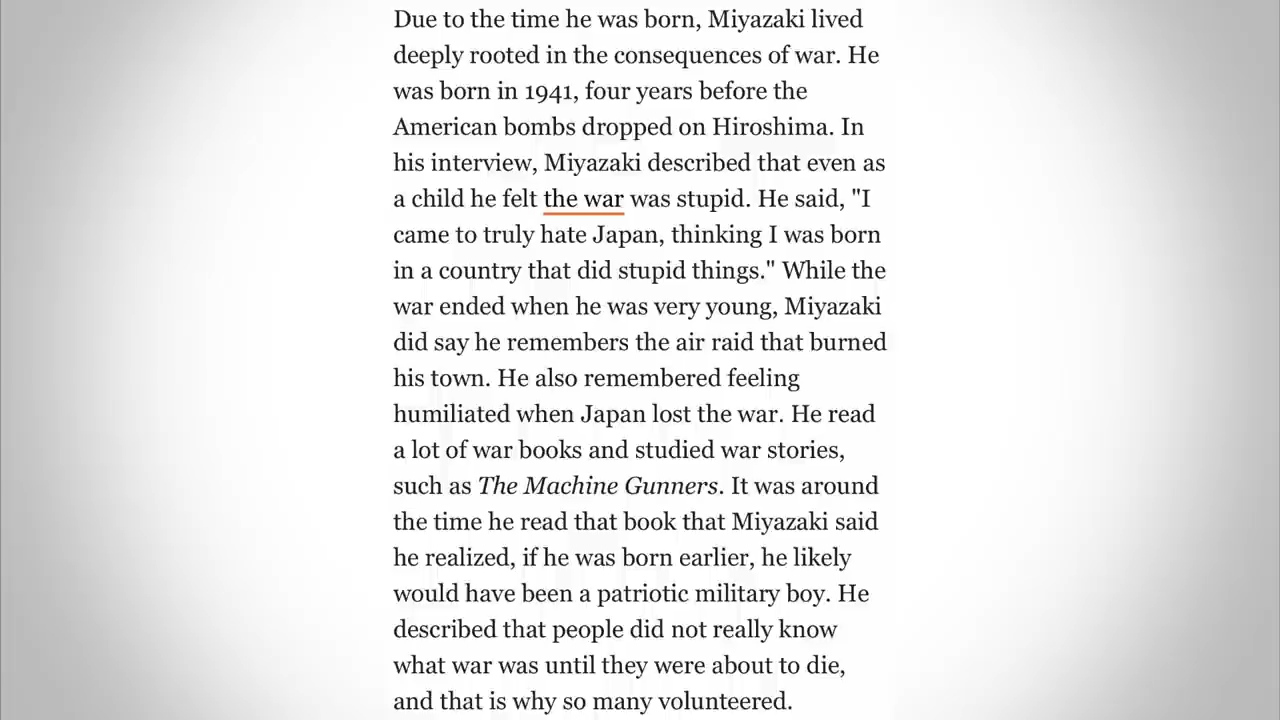 Due to the time he was born, Miyazaki lived
deeply rooted in the consequences of war. He
was born in 1941, four years before the
American bombs dropped on Hiroshima. In
his interview, Miyazaki described that even as
a child he felt the war was stupid. He said, "I
came to truly hate Japan, thinking I was born
in a country that did stupid things." While the
war ended when he was very young, Miyazaki
did say he remembers the air raid that burned
his town. He also remembered feeling
humiliated when Japan lost the war. He read
a lot of war books and studied war stories,
such as The Machine Gunners. It was around
the time he read that book that Miyazaki said
he realized, if he was born earlier, he likely
would have been a patriotic military boy. He
described that people did not really know
what war was until they were about to die,
and that is why so many volunteered.